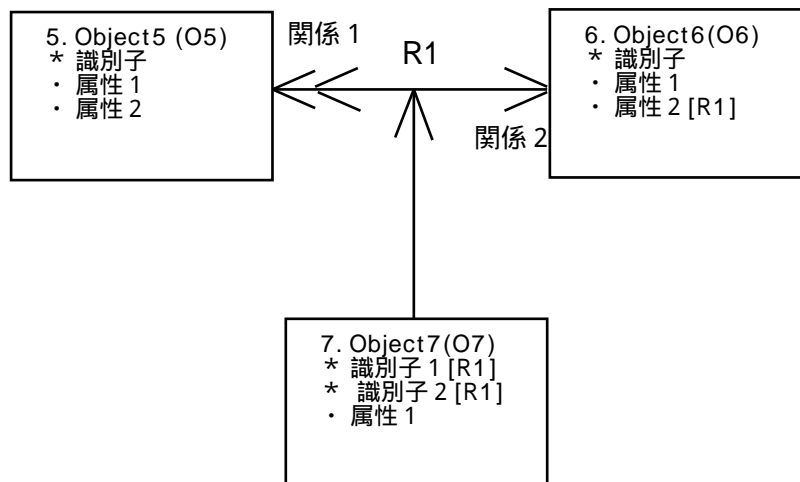 5. Object5 (O5)
* 識別子
・ 属性1
・ 属性2
関係1
R1
6. Object6(O6)
* 識別子
・ 属性1
・ 属性2 [R1]
関係2
7. Object7(O7)
* 識別子1 [R1]
* 識別子2 [R1]
・ 属性1